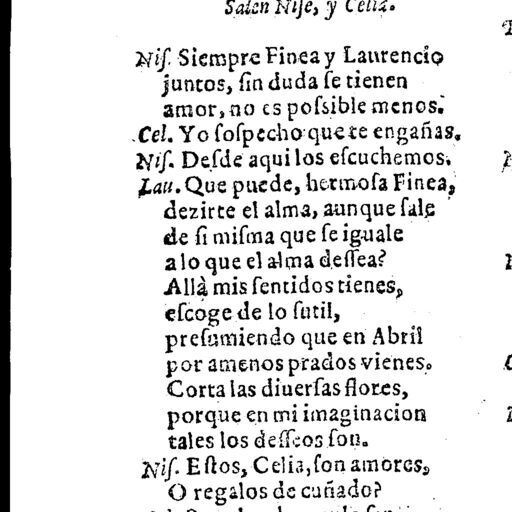 Salen Nise, y Celia.
Niſ. Siempre Finea y Laurencio
juntos, ſin duda ſe tienen
amor, no es poſsible menos.
Cel. Yo ſoſpecho que te engañas.
Niſ. Deſde aqui los eſcuchemos.
Lau. Que puede, hermoſa Finea,
dezirte el alma, aunque ſale
de ſi miſma que ſe iguale
a lo que el alma deſſea?
Allà mis ſentidos tienes,
eſcoge de lo ſutil,
preſumiendo que en Abril
por amenos prados vienes.
Corta las diuerſas flores,
porque en mi imaginacion
tales los deſſeos ſon.
Niſ. Eſtos, Celia, ſon amores,
O regalos de cuñado?